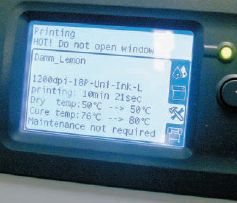 Printing
HOT! Do not open window
Damm_Lemon
1200dpi-18P-Uni-Ink-L
printing: 10min 21sec
Dry temp:50℃ --> 50℃
Cure temp:76℃ --> 80℃
Maintenance not required